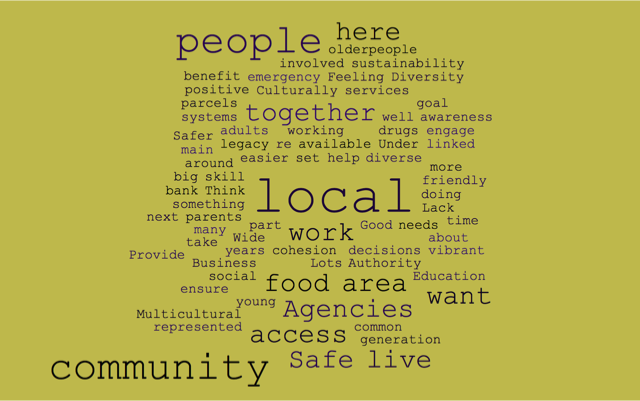 people here
olderpeople
involved sustainability
benefit emergency Feeling Diversity
positive Culturally services
parcels together goal
systems well awareness
Safer adults working drugs engage
main legacy re available Under linked
around easier set help diverse
big skill local more
bank Think friendly
something doing
next parents Lack
many part work Good needs time
take Wide about
Provide years cohesion decisions vibrant
Business Lots Authority
social food area Education
ensure want
young Agencies
Multicultural
represented access common
generation
community Safe live